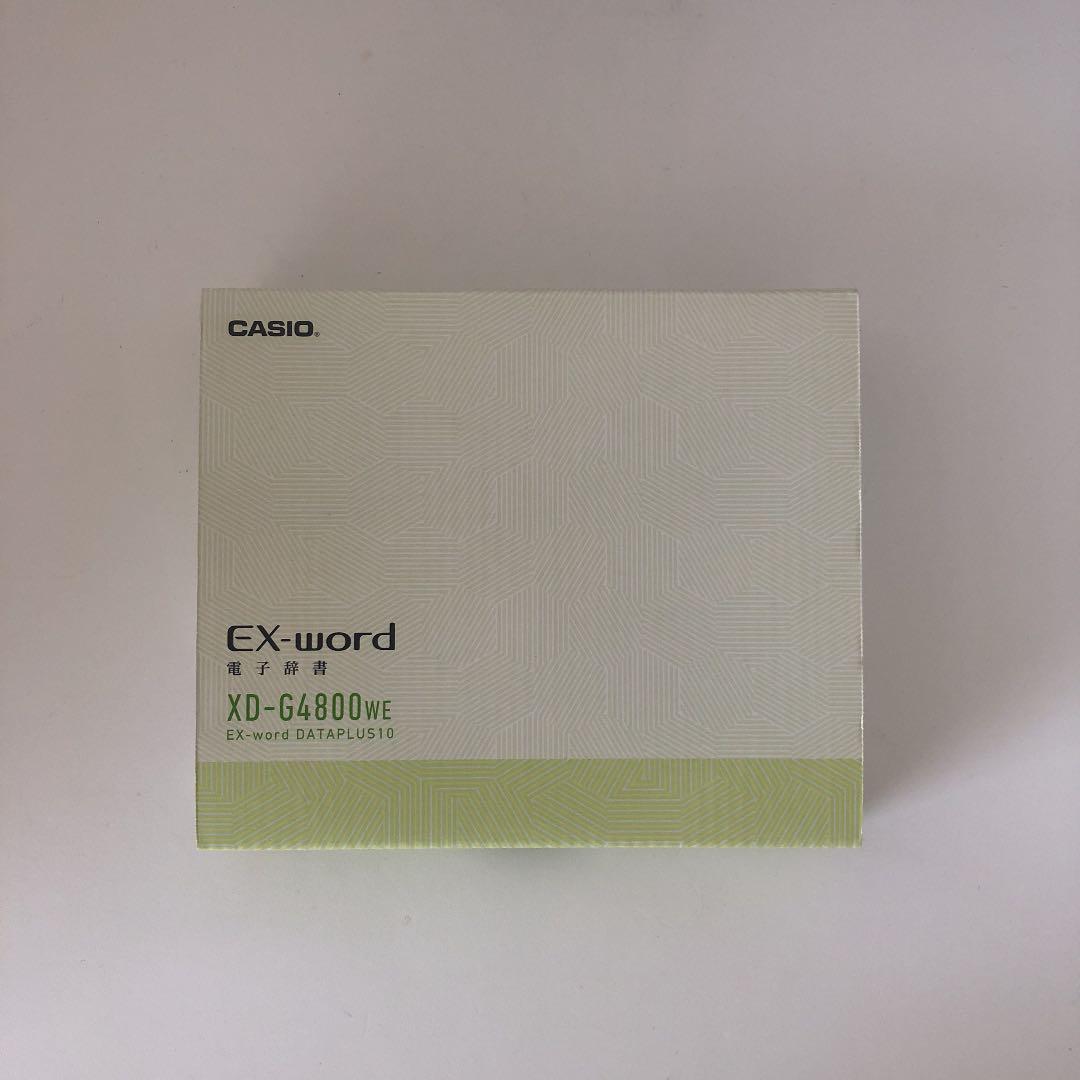 CASIO®
EX-word
電子辞書
XD-G4800WE
EX-word DATAPLUS10